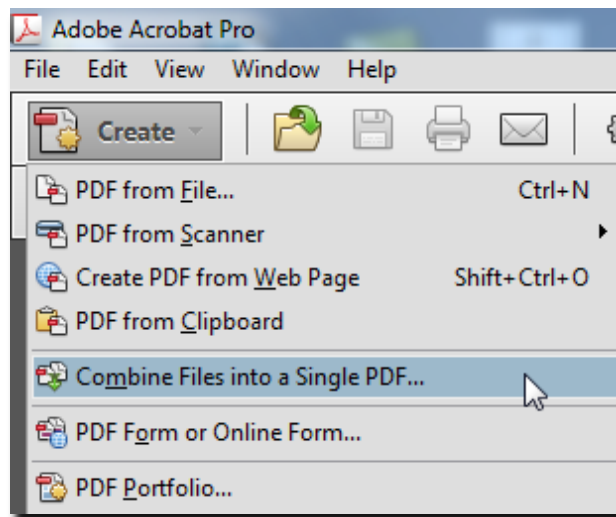 Adobe Acrobat Pro
File Edit View Window Help
Create
PDF from File... Ctrl+N
PDF from Scanner
Create PDF from Web Page Shift+Ctrl+O
PDF from Clipboard
Combine Files into a Single PDF...
PDF Form or Online Form...
PDF Portfolio...